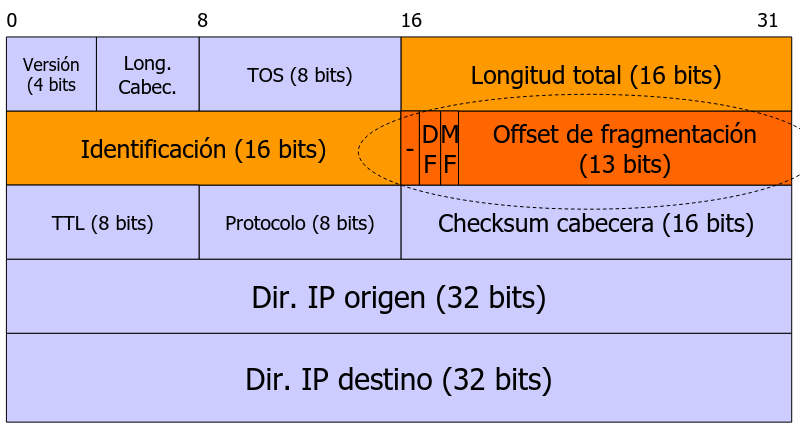 0 8 16 31
Versión
(4 bits
Long.
Cabec.
TOS (8 bits)
Longitud total (16 bits)
Identificación (16 bits)
-
D
F
M
F
Offset de fragmentación
(13 bits)
TTL (8 bits)
Protocolo (8 bits)
Checksum cabecera (16 bits)
Dir. IP origen (32 bits)
Dir. IP destino (32 bits)